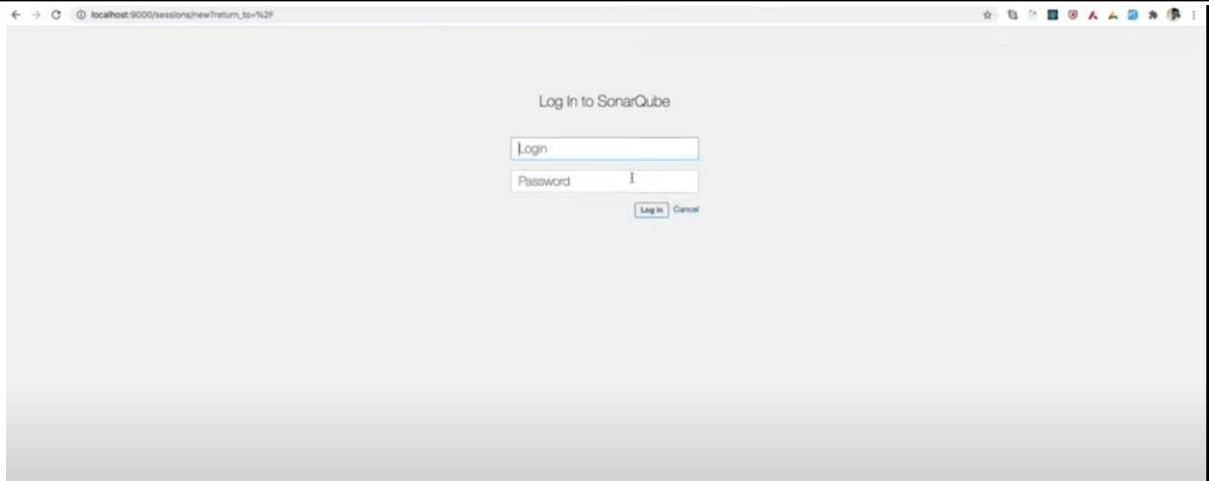 localhost:9000/sessions/new?return_to=%2F
Log In to SonarQube
Login
Password
Log in Cancel